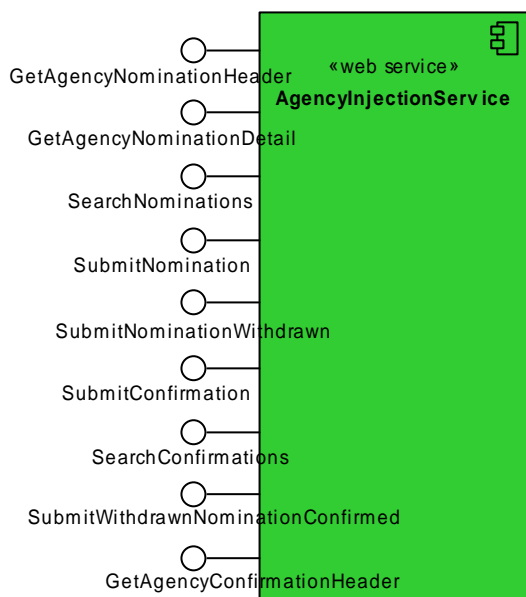 «web service»
GetAgencyNominationHeader
AgencyInjectionService
GetAgencyNominationDetail
SearchNominations
SubmitNomination
SubmitNominationWithdrawn
SubmitConfirmation
SearchConfirmations
SubmitWithdrawnNominationConfirmed
GetAgencyConfirmationHeader